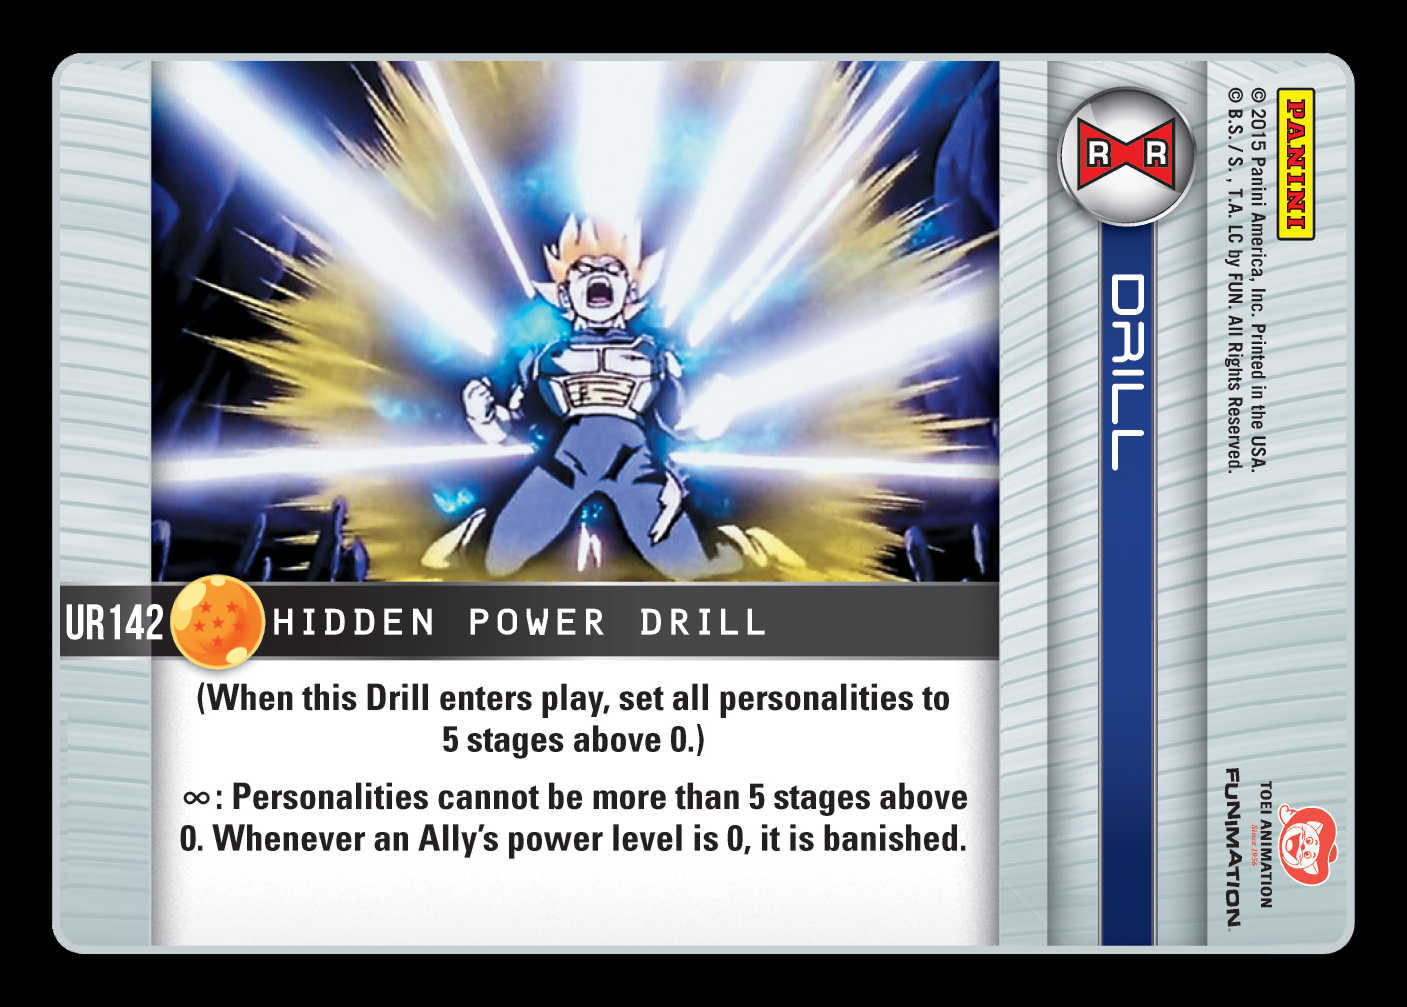 UR142
HIDDEN POWER DRILL
(When this Drill enters play, set all personalities to
5 stages above 0.)
∞: Personalities cannot be more than 5 stages above
0. Whenever an Ally’s power level is 0, it is banished.
R R
DRILL
PANINI
© 2015 Panini America, Inc. Printed in the USA.
© B.S. / S. , T.A. LC by FUN. All Rights Reserved.
TOEI ANIMATION
Since 1956
FUNIMATION